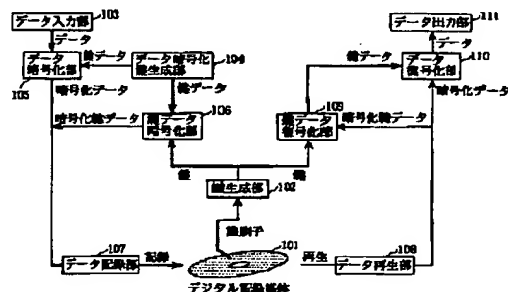 データ入力部
103
データ
データ暗号化部
105
鍵データ
データ暗号化鍵生成部
104
鍵データ
データ出力部
111
データ
データ復号化部
110
鍵データ
暗号化データ
暗号化データ
106
鍵データ暗号化部
暗号化鍵データ
109
鍵データ復号化部
暗号化鍵データ
鍵
鍵
鍵生成部
102
101
107
データ記録部
記録
再生
108
データ再生部
デジタル記録媒体